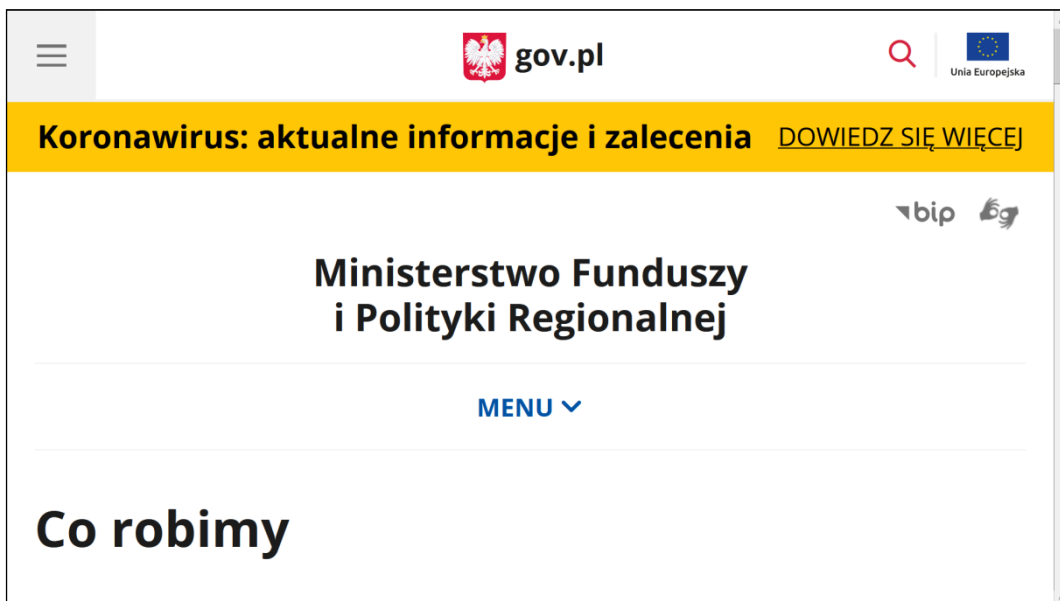 gov.pl
Unia Europejska
Koronawirus: aktualne informacje i zalecenia DOWIEDZ SIĘ WIĘCEJ
bip
Ministerstwo Funduszy
i Polityki Regionalnej
MENU
Co robimy